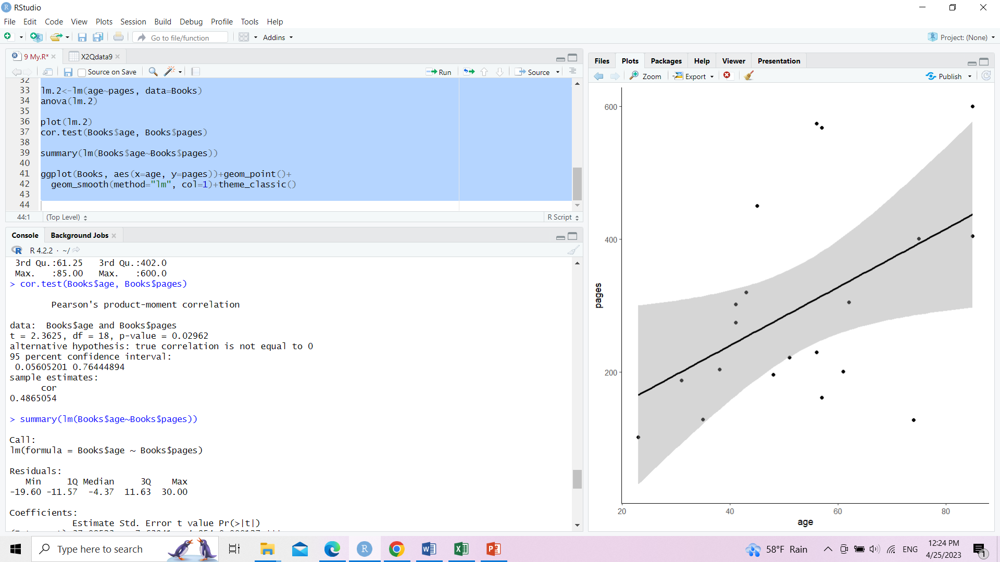 RStudio
File Edit Code View Plots Session Build Debug Profile Tools Help
Go to file/function Addins Project: (None)
9 My.R* X2Qdata9
Source on Save Run Source
32
33 lm.2<-lm(age~pages, data=Books)
34 anova(lm.2)
35
36 plot(lm.2)
37 cor.test(Books$age, Books$pages)
38
39 summary(lm(Books$age~Books$pages))
40
41 ggplot(Books, aes(x=age, y=pages))+geom_point()+
42 geom_smooth(method="lm", col=1)+theme_classic()
43
44
44:1 (Top Level) R Script
Console Background Jobs
R 4.2.2 · ~/
3rd Qu.:61.25 3rd Qu.:402.0
Max. :85.00 Max. :600.0
> cor.test(Books$age, Books$pages)
Pearson's product-moment correlation
data: Books$age and Books$pages
t = 2.3625, df = 18, p-value = 0.02962
alternative hypothesis: true correlation is not equal to 0
95 percent confidence interval:
0.05605201 0.76444894
sample estimates:
cor
0.4865054
> summary(lm(Books$age~Books$pages))
Call:
lm(formula = Books$age ~ Books$pages)
Residuals:
Min 1Q Median 3Q Max
-19.60 -11.57 -4.37 11.63 30.00
Coefficients:
Estimate Std. Error t value Pr(>|t|)
Files Plots Packages Help Viewer Presentation
Zoom Export Publish
600
400
200
pages
20 40 60 80
age
Type here to search
58°F Rain ENG
12:24 PM
4/25/2023
1